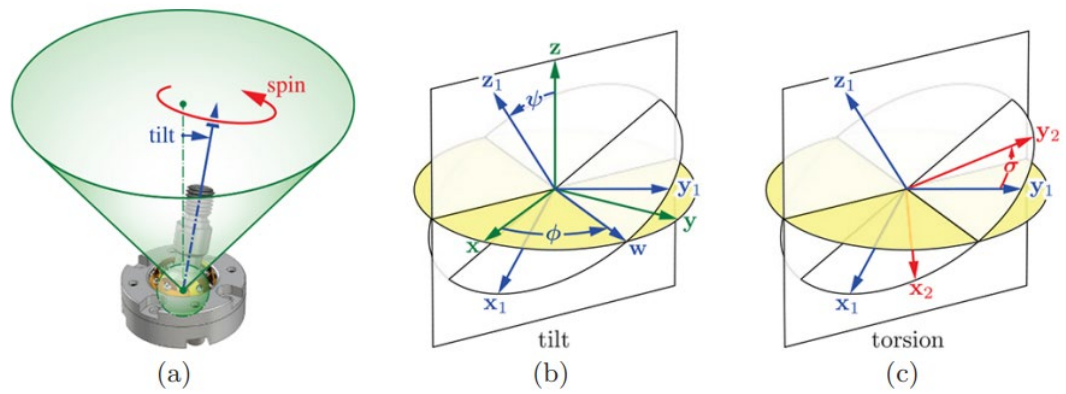 spin
tilt
(a)
z
z₁
ψ
y₁
y
x
ϕ
w
x₁
tilt
(b)
z₁
y₂
σ
y₁
x₁
x₂
torsion
(c)